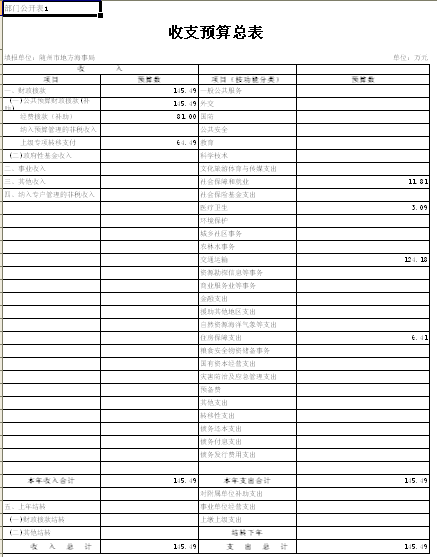 部门公开表1
收支预算总表
填报单位：随州市地方海事局 单位：万元
收 入
项目 预算数 项目（按功能分类） 预算数
一、财政拨款 145.49 一般公共服务
(一)公共预算财政拨款(补助) 145.49 外交
经费拨款（补助） 81.00 国防
纳入预算管理的非税收入 公共安全
上级专项转移支付 64.49 教育
(二)政府性基金收入 科学技术
二、事业收入 文化旅游体育与传媒支出
三、其他收入 社会保障和就业 11.81
四、纳入专户管理的非税收入 社会保险基金支出
医疗卫生 3.09
环境保护
城乡社区事务
农林水事务
交通运输 124.18
资源勘探信息等事务
商业服务业等事务
金融支出
援助其他地区支出
自然资源海洋气象等支出
住房保障支出 6.41
粮食安全物资储备事务
国有资本经营支出
灾害防治及应急管理支出
预备费
其他支出
转移性支出
债务还本支出
债务付息支出
债务发行费用支出
本年收入合计 145.49 本年支出合计 145.49
对附属单位补助支出
五、上年结转 事业单位经营支出
(一)财政拨款结转 上缴上级支出
(二)其他结转 结转下年
收 入 总 计 145.49 支 出 总 计 145.49